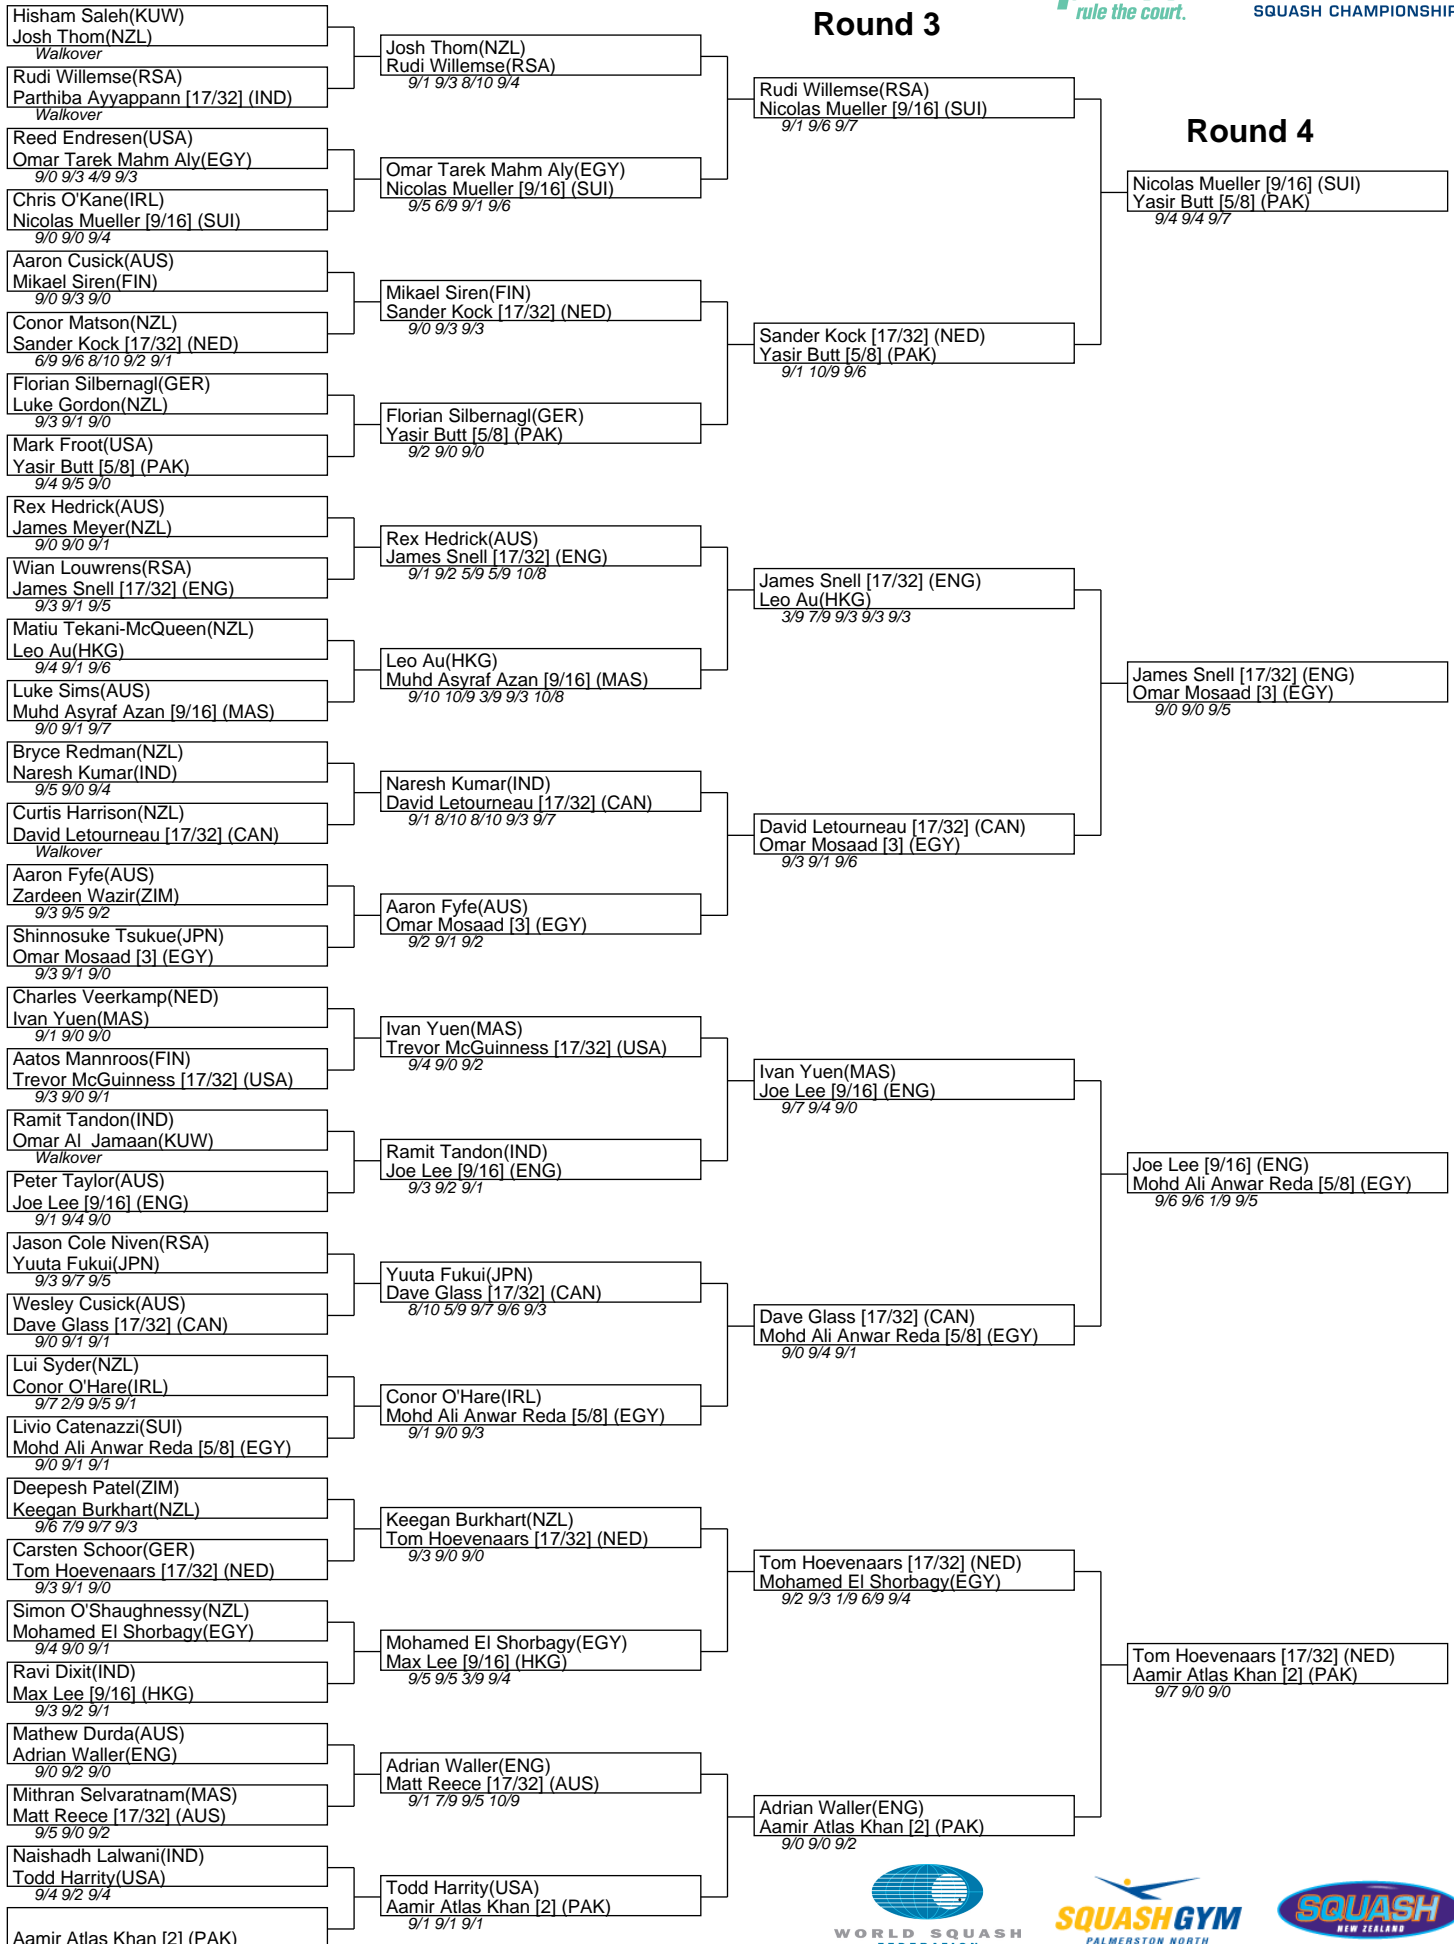 rule the court.
SQUASH CHAMPIONSHIP
Round 3
Round 4
Hisham Saleh(KUW)
Josh Thom(NZL)
Walkover
Rudi Willemse(RSA)
Parthiba Ayyappann [17/32] (IND)
Walkover
Reed Endresen(USA)
Omar Tarek Mahm Aly(EGY)
9/0 9/3 4/9 9/3
Chris O'Kane(IRL)
Nicolas Mueller [9/16] (SUI)
9/0 9/0 9/4
Aaron Cusick(AUS)
Mikael Siren(FIN)
9/0 9/3 9/0
Conor Matson(NZL)
Sander Kock [17/32] (NED)
6/9 9/6 8/10 9/2 9/1
Florian Silbernagl(GER)
Luke Gordon(NZL)
9/3 9/1 9/0
Mark Froot(USA)
Yasir Butt [5/8] (PAK)
9/4 9/5 9/0
Rex Hedrick(AUS)
James Meyer(NZL)
9/0 9/0 9/1
Wian Louwrens(RSA)
James Snell [17/32] (ENG)
9/3 9/1 9/5
Matiu Tekani-McQueen(NZL)
Leo Au(HKG)
9/4 9/1 9/6
Luke Sims(AUS)
Muhd Asyraf Azan [9/16] (MAS)
9/0 9/1 9/7
Bryce Redman(NZL)
Naresh Kumar(IND)
9/5 9/0 9/4
Curtis Harrison(NZL)
David Letourneau [17/32] (CAN)
Walkover
Aaron Fyfe(AUS)
Zardeen Wazir(ZIM)
9/3 9/5 9/2
Shinnosuke Tsukue(JPN)
Omar Mosaad [3] (EGY)
9/3 9/1 9/0
Charles Veerkamp(NED)
Ivan Yuen(MAS)
9/1 9/0 9/0
Aatos Mannroos(FIN)
Trevor McGuinness [17/32] (USA)
9/3 9/0 9/1
Ramit Tandon(IND)
Omar Al  Jamaan(KUW)
Walkover
Peter Taylor(AUS)
Joe Lee [9/16] (ENG)
9/1 9/4 9/0
Jason Cole Niven(RSA)
Yuuta Fukui(JPN)
9/3 9/7 9/5
Wesley Cusick(AUS)
Dave Glass [17/32] (CAN)
9/0 9/1 9/1
Lui Syder(NZL)
Conor O'Hare(IRL)
9/7 2/9 9/5 9/1
Livio Catenazzi(SUI)
Mohd Ali Anwar Reda [5/8] (EGY)
9/0 9/1 9/1
Deepesh Patel(ZIM)
Keegan Burkhart(NZL)
9/6 7/9 9/7 9/3
Carsten Schoor(GER)
Tom Hoevenaars [17/32] (NED)
9/3 9/1 9/0
Simon O'Shaughnessy(NZL)
Mohamed El Shorbagy(EGY)
9/4 9/0 9/1
Ravi Dixit(IND)
Max Lee [9/16] (HKG)
9/3 9/2 9/1
Mathew Durda(AUS)
Adrian Waller(ENG)
9/0 9/2 9/0
Mithran Selvaratnam(MAS)
Matt Reece [17/32] (AUS)
9/5 9/0 9/2
Naishadh Lalwani(IND)
Todd Harrity(USA)
9/4 9/2 9/4
Aamir Atlas Khan [2] (PAK)
Josh Thom(NZL)
Rudi Willemse(RSA)
9/1 9/3 8/10 9/4
Omar Tarek Mahm Aly(EGY)
Nicolas Mueller [9/16] (SUI)
9/5 6/9 9/1 9/6
Mikael Siren(FIN)
Sander Kock [17/32] (NED)
9/0 9/3 9/3
Florian Silbernagl(GER)
Yasir Butt [5/8] (PAK)
9/2 9/0 9/0
Rex Hedrick(AUS)
James Snell [17/32] (ENG)
9/1 9/2 5/9 5/9 10/8
Leo Au(HKG)
Muhd Asyraf Azan [9/16] (MAS)
9/10 10/9 3/9 9/3 10/8
Naresh Kumar(IND)
David Letourneau [17/32] (CAN)
9/1 8/10 8/10 9/3 9/7
Aaron Fyfe(AUS)
Omar Mosaad [3] (EGY)
9/2 9/1 9/2
Ivan Yuen(MAS)
Trevor McGuinness [17/32] (USA)
9/4 9/0 9/2
Ramit Tandon(IND)
Joe Lee [9/16] (ENG)
9/3 9/2 9/1
Yuuta Fukui(JPN)
Dave Glass [17/32] (CAN)
8/10 5/9 9/7 9/6 9/3
Conor O'Hare(IRL)
Mohd Ali Anwar Reda [5/8] (EGY)
9/1 9/0 9/3
Keegan Burkhart(NZL)
Tom Hoevenaars [17/32] (NED)
9/3 9/0 9/0
Mohamed El Shorbagy(EGY)
Max Lee [9/16] (HKG)
9/5 9/5 3/9 9/4
Adrian Waller(ENG)
Matt Reece [17/32] (AUS)
9/1 7/9 9/5 10/9
Todd Harrity(USA)
Aamir Atlas Khan [2] (PAK)
9/1 9/1 9/1
Rudi Willemse(RSA)
Nicolas Mueller [9/16] (SUI)
9/1 9/6 9/7
Sander Kock [17/32] (NED)
Yasir Butt [5/8] (PAK)
9/1 10/9 9/6
James Snell [17/32] (ENG)
Leo Au(HKG)
3/9 7/9 9/3 9/3 9/3
David Letourneau [17/32] (CAN)
Omar Mosaad [3] (EGY)
9/3 9/1 9/6
Ivan Yuen(MAS)
Joe Lee [9/16] (ENG)
9/7 9/4 9/0
Dave Glass [17/32] (CAN)
Mohd Ali Anwar Reda [5/8] (EGY)
9/0 9/4 9/1
Tom Hoevenaars [17/32] (NED)
Mohamed El Shorbagy(EGY)
9/2 9/3 1/9 6/9 9/4
Adrian Waller(ENG)
Aamir Atlas Khan [2] (PAK)
9/0 9/0 9/2
Nicolas Mueller [9/16] (SUI)
Yasir Butt [5/8] (PAK)
9/4 9/4 9/7
James Snell [17/32] (ENG)
Omar Mosaad [3] (EGY)
9/0 9/0 9/5
Joe Lee [9/16] (ENG)
Mohd Ali Anwar Reda [5/8] (EGY)
9/6 9/6 1/9 9/5
Tom Hoevenaars [17/32] (NED)
Aamir Atlas Khan [2] (PAK)
9/7 9/0 9/0
WORLD SQUASH
SQUASHGYM
PALMERSTON NORTH
SQUASH
NEW ZEALAND